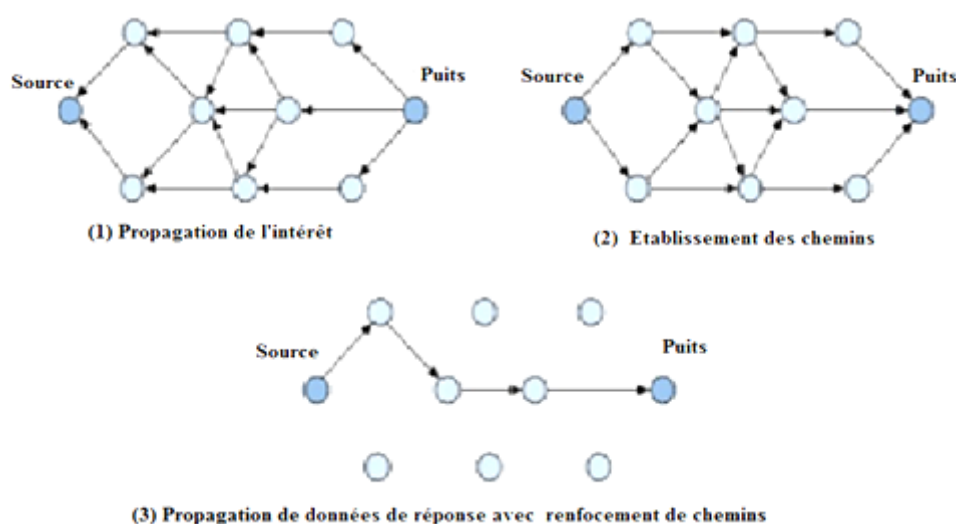 Source
Puits
(1) Propagation de l'intérêt
Source
Puits
(2) Etablissement des chemins
Source
Puits
(3) Propagation de données de réponse avec renfocement de chemins